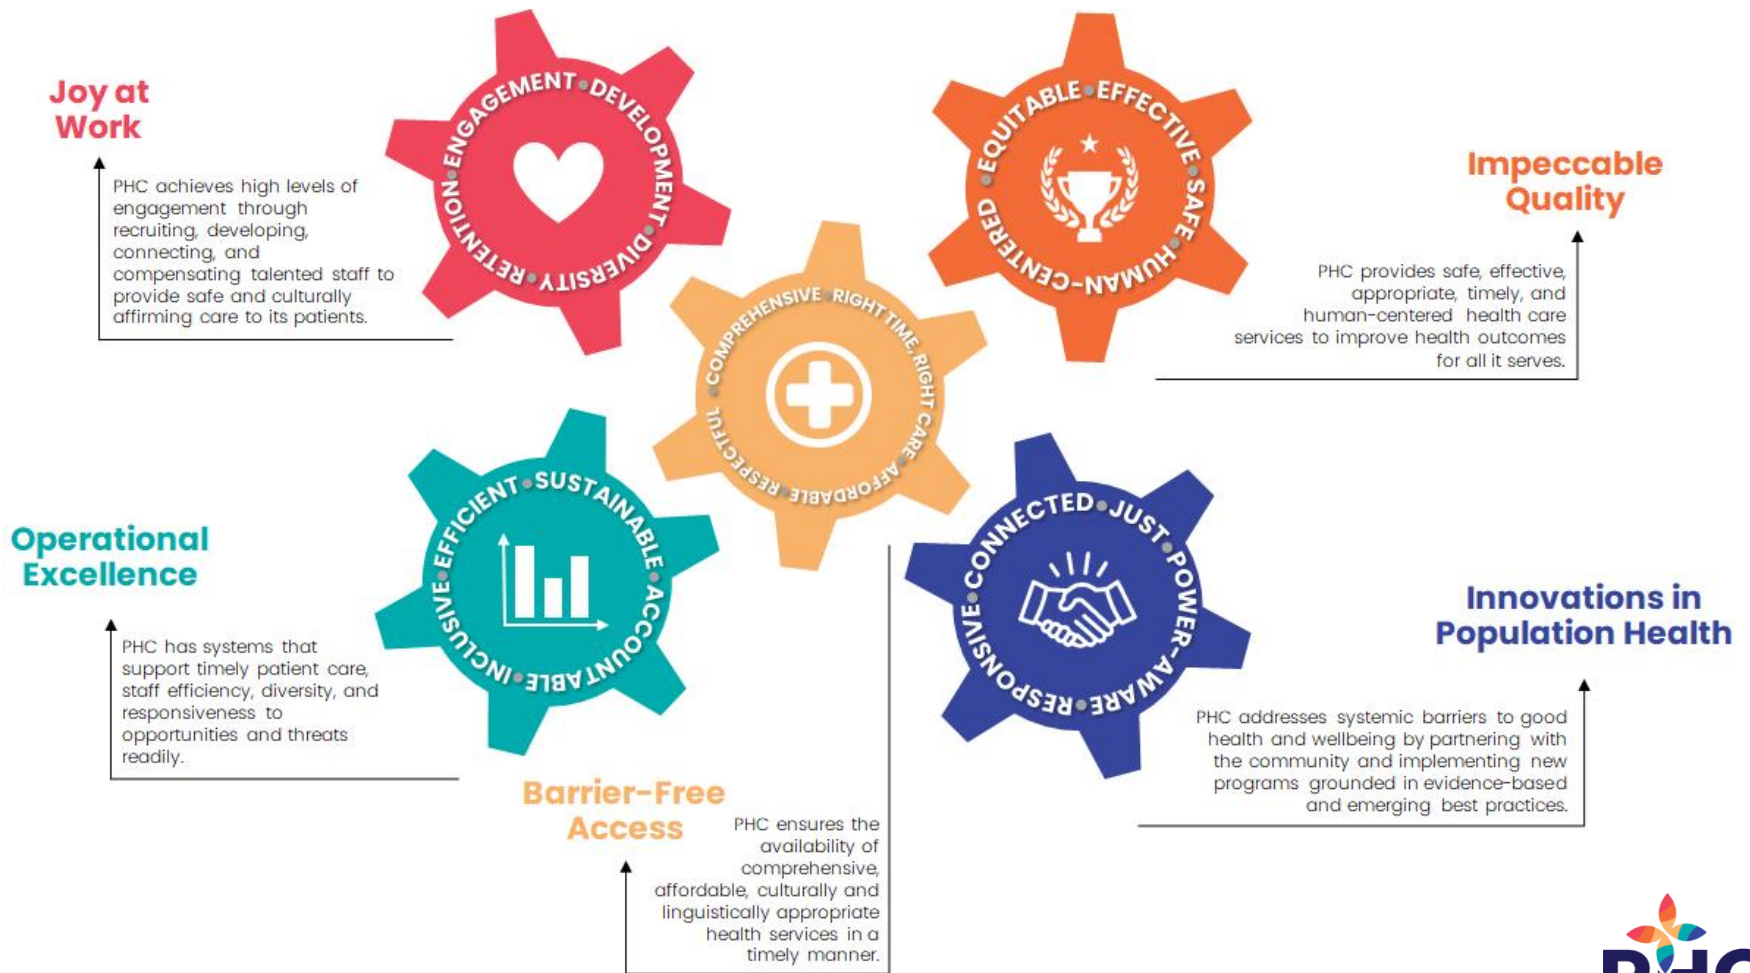 Joy at
Work
PHC achieves high levels of
engagement through
recruiting, developing,
connecting, and
compensating talented staff to
provide safe and culturally
affirming care to its patients.
ENGAGEMENT • DEVELOPMENT • DIVERSITY • RETENTION •
EQUITABLE • EFFECTIVE • SAFE • HUMAN-CENTERED •
Impeccable
Quality
PHC provides safe, effective,
appropriate, timely, and
human-centered health care
services to improve health outcomes
for all it serves.
COMPREHENSIVE • RIGHT TIME, RIGHT CARE • AFFORDABLE • RESPECTFUL •
Operational
Excellence
PHC has systems that
support timely patient care,
staff efficiency, diversity, and
responsiveness to
opportunities and threats
readily.
EFFICIENT • SUSTAINABLE • ACCOUNTABLE • INCLUSIVE •
CONNECTED • JUST • POWER-AWARE • RESPONSIVE •
Innovations in
Population Health
PHC addresses systemic barriers to good
health and wellbeing by partnering with
the community and implementing new
programs grounded in evidence-based
and emerging best practices.
Barrier-Free
Access
PHC ensures the
availability of
comprehensive,
affordable, culturally and
linguistically appropriate
health services in a
timely manner.
PHC